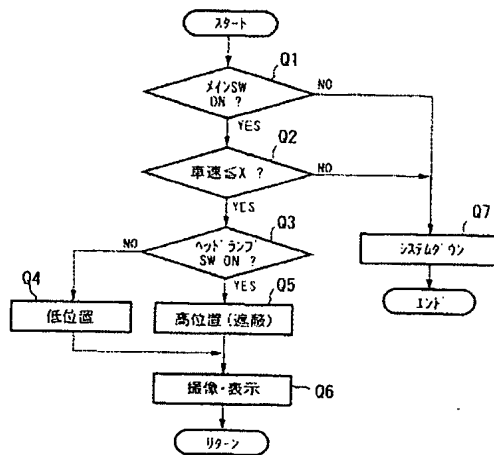 スタート
Q1
メインSW
ON ?
NO
YES
Q2
車速≦X ?
NO
YES
Q3
ヘッドランプ
SW ON ?
NO
YES
Q7
システムダウン
エンド
Q4
低位置
Q5
高位置(遮蔽)
Q6
撮像・表示
リターン